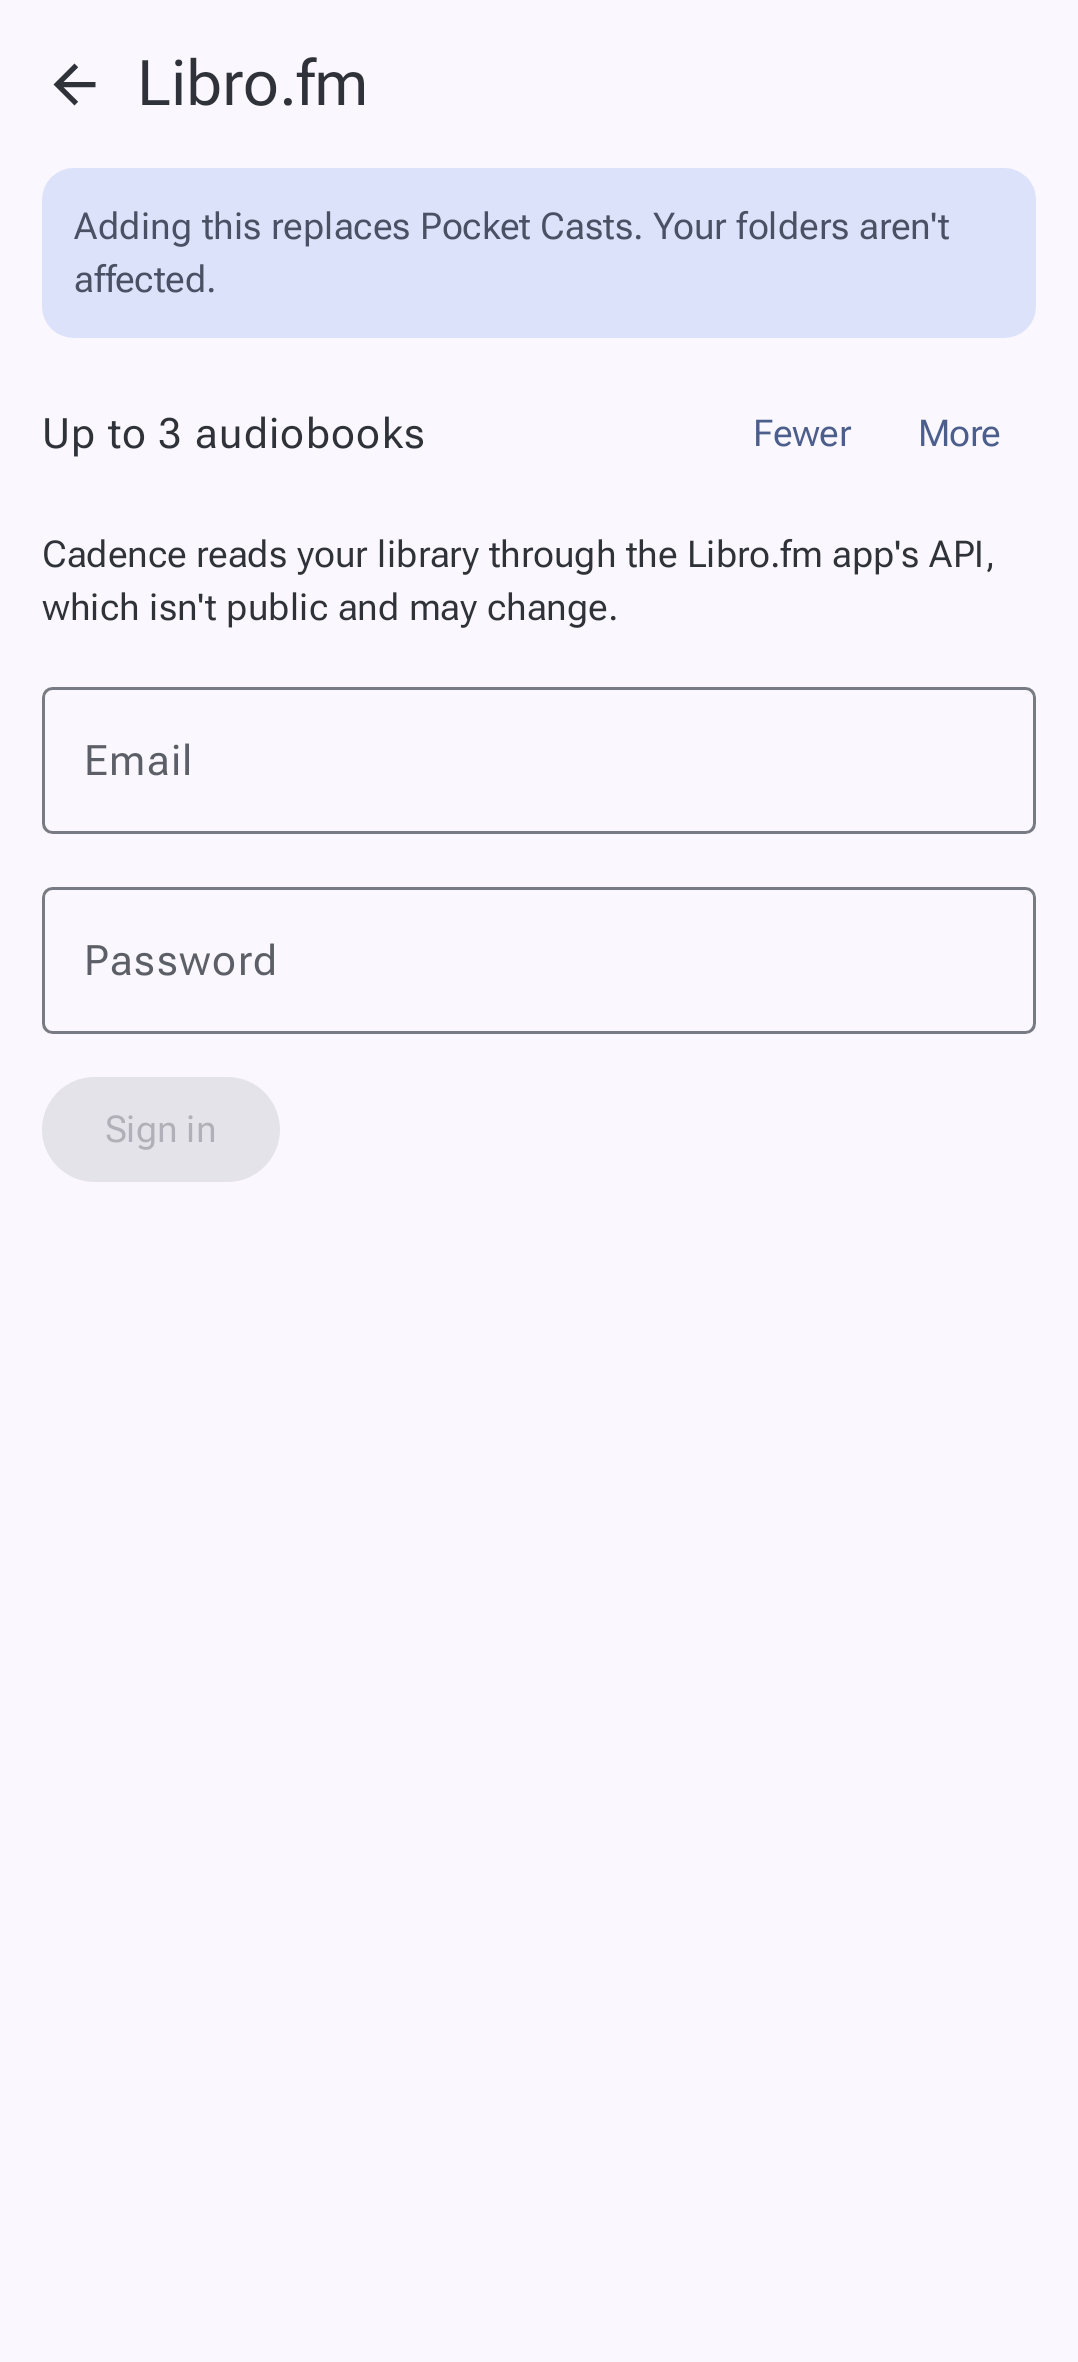 Libro.fm
Adding this replaces Pocket Casts. Your folders aren't
affected.
Up to 3 audiobooks Fewer More
Cadence reads your library through the Libro.fm app's API,
which isn't public and may change.
Email
Password
Sign in